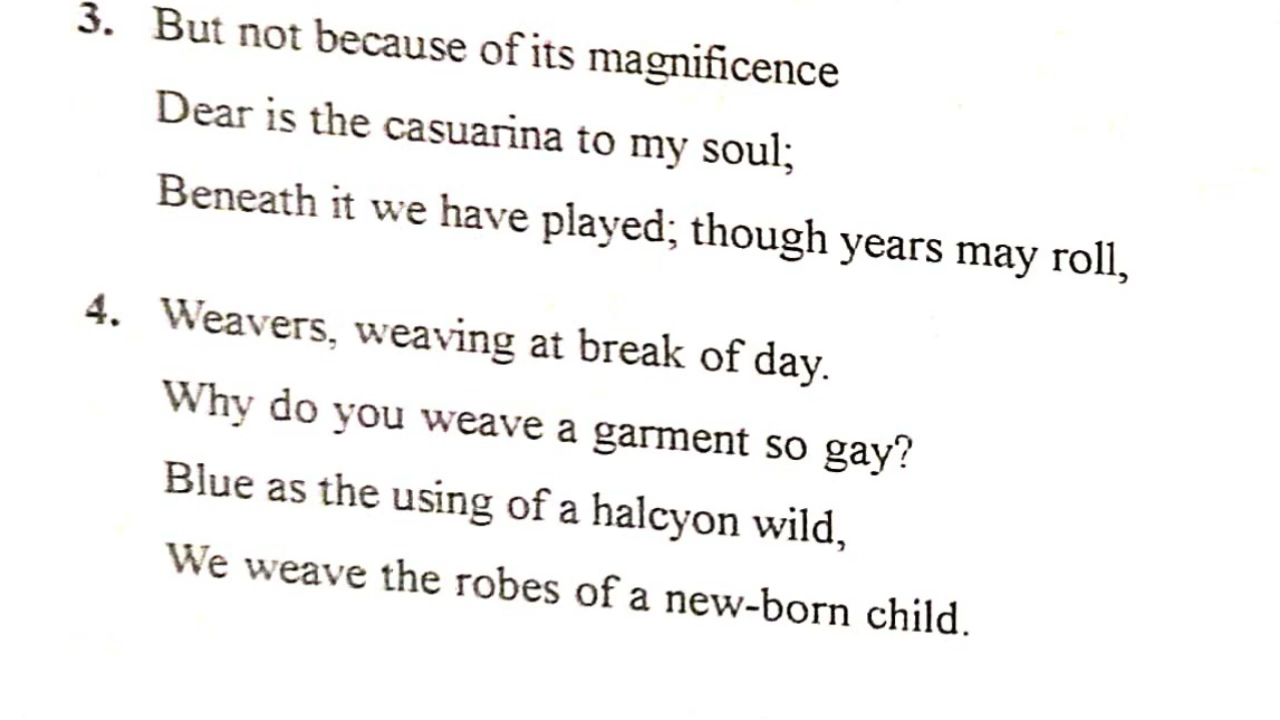 3. But not because of its magnificence
Dear is the casuarina to my soul;
Beneath it we have played; though years may roll,
4. Weavers, weaving at break of day.
Why do you weave a garment so gay?
Blue as the using of a halcyon wild,
We weave the robes of a new-born child.